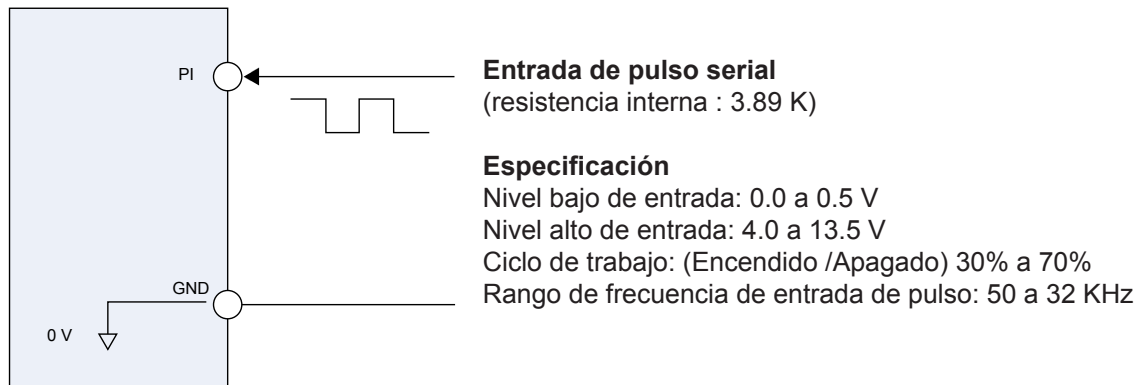 PI
Entrada de pulso serial
(resistencia interna : 3.89 K)
Especificación
Nivel bajo de entrada: 0.0 a 0.5 V
Nivel alto de entrada: 4.0 a 13.5 V
Ciclo de trabajo: (Encendido /Apagado) 30% a 70%
Rango de frecuencia de entrada de pulso: 50 a 32 KHz
GND
0 V